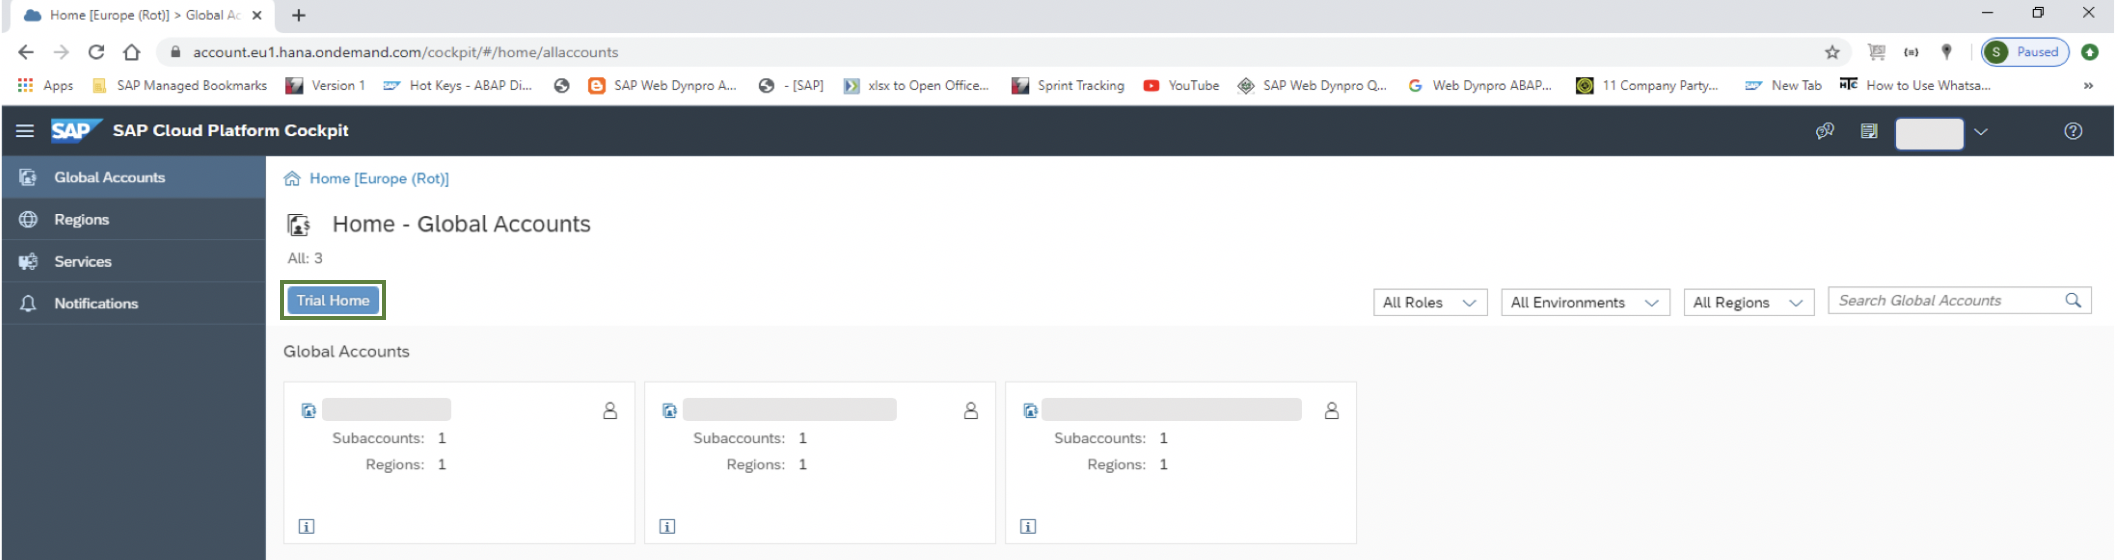 Home [Europe (Rot)] > Global Ac
account.eu1.hana.ondemand.com/cockpit/#/home/allaccounts
S Paused
Apps SAP Managed Bookmarks Version 1 Hot Keys - ABAP Di... SAP Web Dynpro A... - [SAP] xlsx to Open Office... Sprint Tracking YouTube SAP Web Dynpro Q... Web Dynpro ABAP... 11 Company Party... New Tab HTC How to Use Whatsa... »
SAP SAP Cloud Platform Cockpit
Global Accounts
Regions
Services
Notifications
Home [Europe (Rot)]
Home - Global Accounts
All: 3
Trial Home
All Roles All Environments All Regions Search Global Accounts
Global Accounts
Subaccounts: 1
Regions: 1
Subaccounts: 1
Regions: 1
Subaccounts: 1
Regions: 1